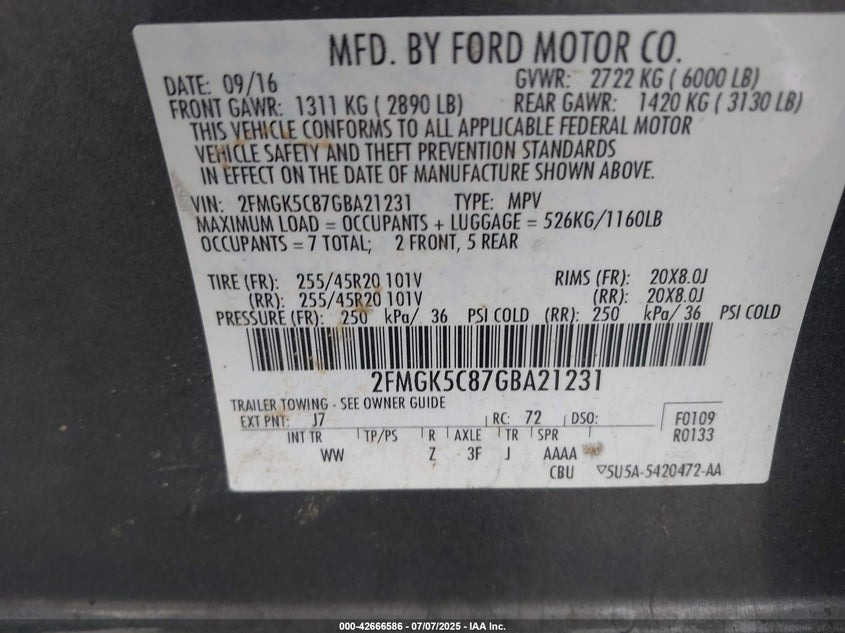 MFD. BY FORD MOTOR CO.
DATE: 09/16 GVWR: 2722 KG ( 6000 LB)
FRONT GAWR: 1311 KG ( 2890 LB) REAR GAWR: 1420 KG ( 3130 LB)
THIS VEHICLE CONFORMS TO ALL APPLICABLE FEDERAL MOTOR
VEHICLE SAFETY AND THEFT PREVENTION STANDARDS
IN EFFECT ON THE DATE OF MANUFACTURE SHOWN ABOVE.
VIN: 2FMGK5C87GBA21231 TYPE: MPV
MAXIMUM LOAD = OCCUPANTS + LUGGAGE = 526KG/1160LB
OCCUPANTS = 7 TOTAL; 2 FRONT, 5 REAR
TIRE (FR): 255/45R20 101V RIMS (FR): 20X8.0J
(RR): 255/45R20 101V (RR): 20X8.0J
PRESSURE (FR): 250 kPa/ 36 PSI COLD (RR): 250 kPa/ 36 PSI COLD
2FMGK5C87GBA21231
TRAILER TOWING - SEE OWNER GUIDE
EXT PNT: J7 RC: 72 DSO: F0109
INT TR TP/PS R AXLE TR SPR R0133
WW Z 3F J AAAA
CBU ▽5U5A-5420472-AA
000-42666586 - 07/07/2025 - IAA Inc.